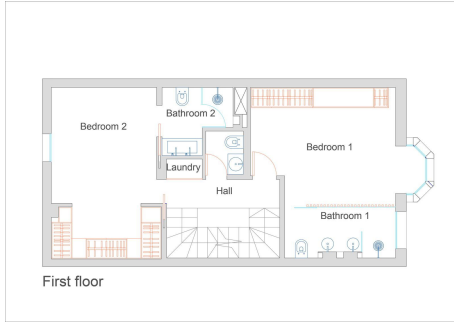 Bathroom 2
Bedroom 2
Bedroom 1
Laundry
Hall
Bathroom 1
First floor